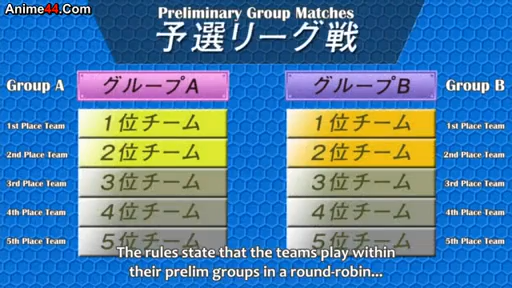 Anime44.Com
Preliminary Group Matches
予選リーグ戦
Group A グループA グループB Group B
1st Place Team 1位チーム 1位チーム 1st Place Team
2nd Place Team 2位チーム 2位チーム 2nd Place Team
3rd Place Team 3位チーム 3位チーム 3rd Place Team
4th Place Team 4位チーム 4位チーム 4th Place Team
5th Place Team 5位チーム 5位チーム 5th Place Team
The rules state that the teams play within
their prelim groups in a round-robin...